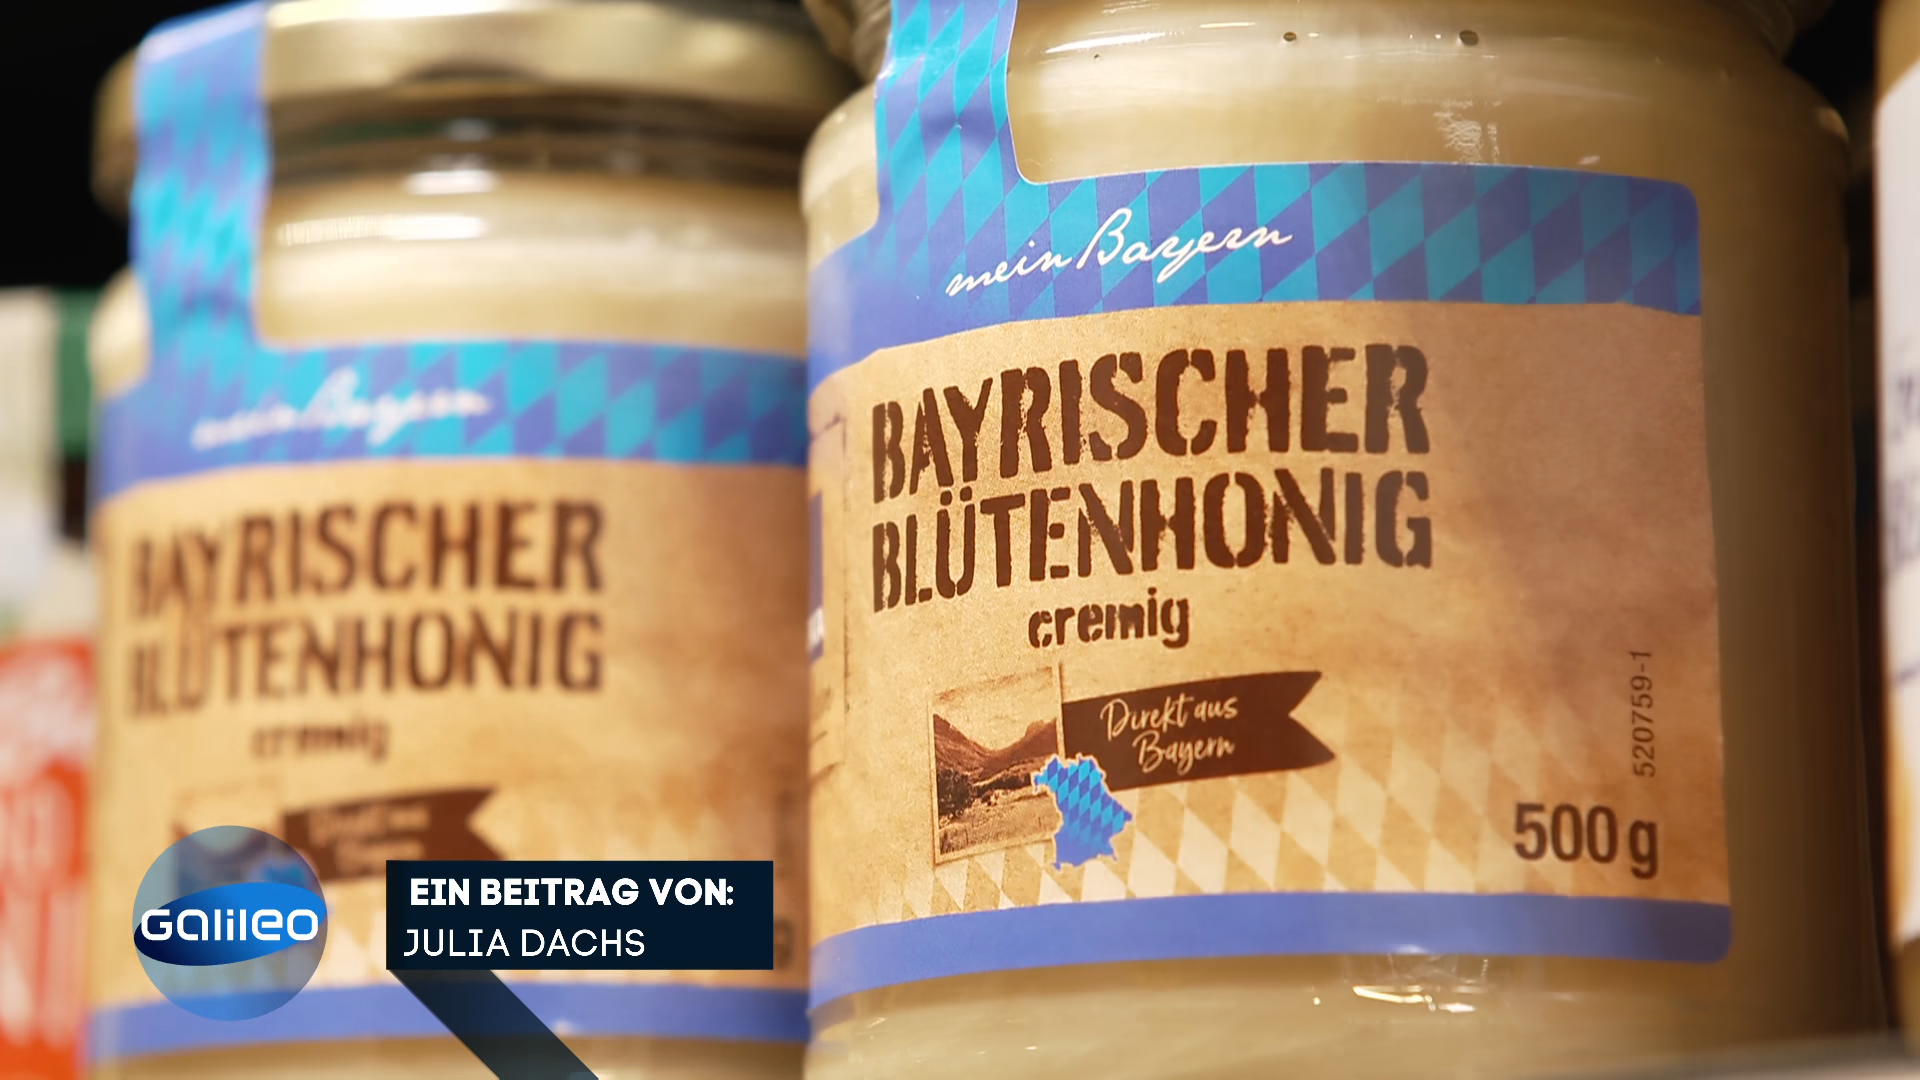 mein Bayern
BAYRISCHER
BLÜTENHONIG
cremig
Direkt aus
Bayern
520759-1
500 g
mein Bayern
BAYRISCHER
BLÜTENHONIG
cremig
Galileo
EIN BEITRAG VON:
JULIA DACHS